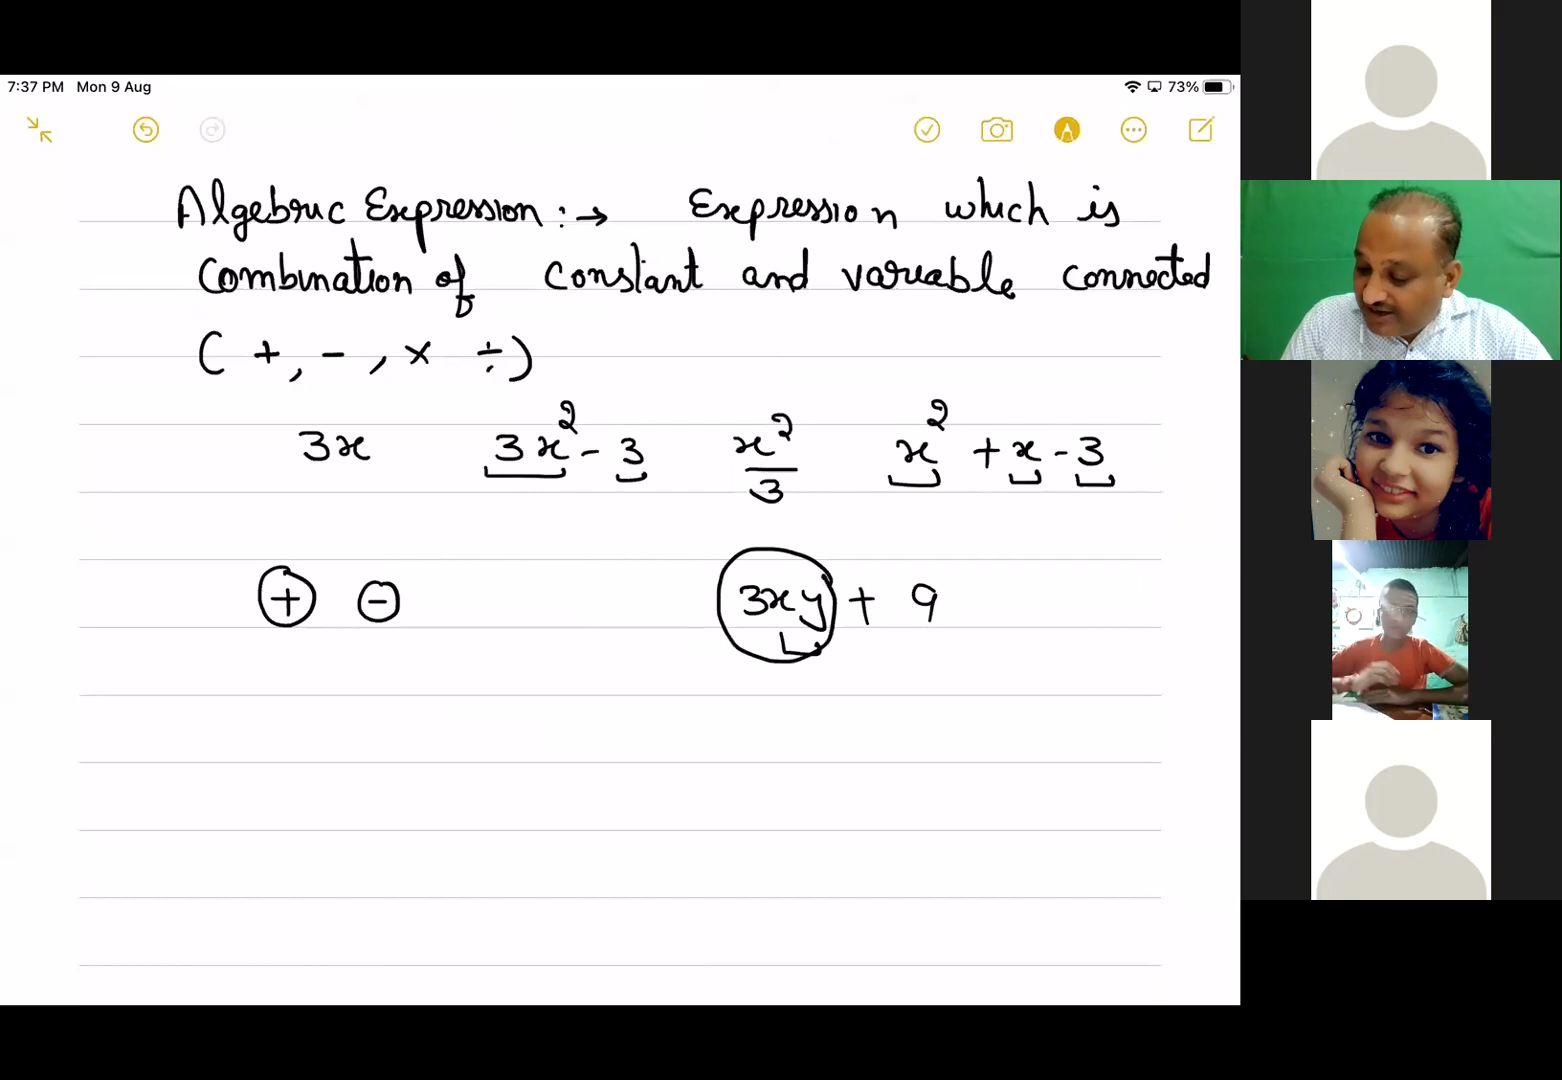 7:37 PM Mon 9 Aug 73%
Algebric Expression :→ Expression which is
Combination of Constant and variable connected
( +, -, × ÷)
3x 3x² - 3 x²/3 x² + x - 3
+ - 3xy + 9